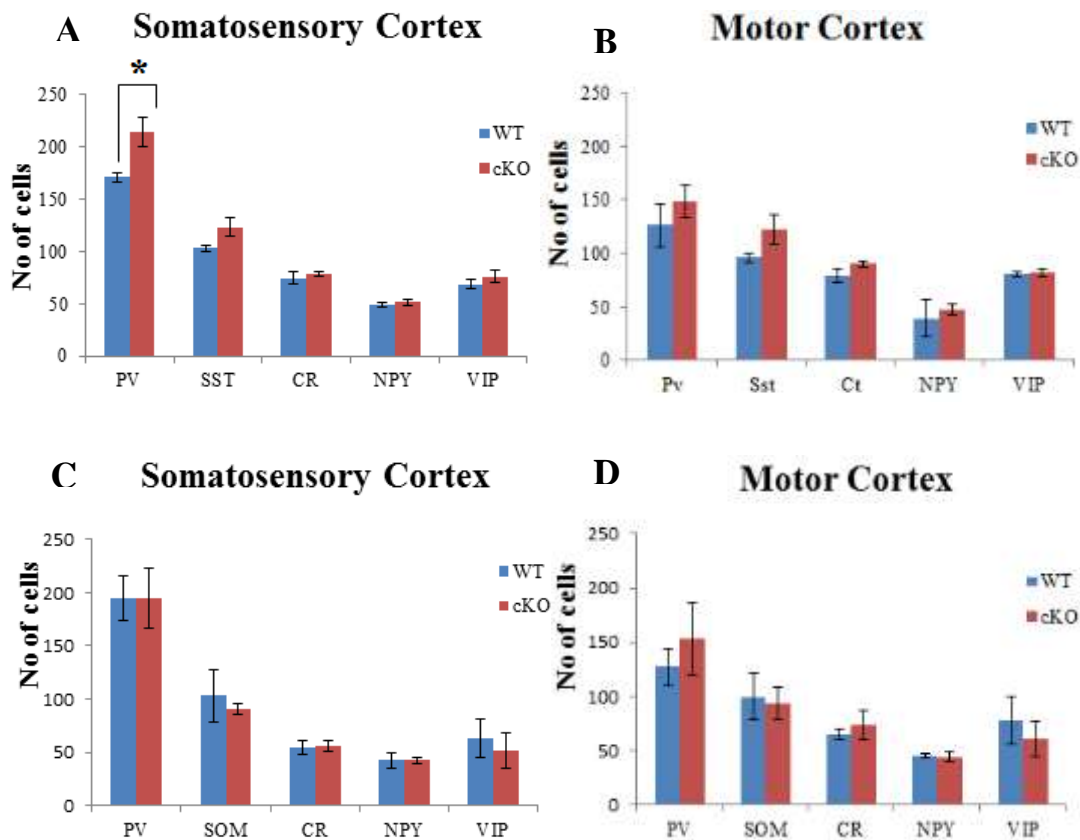 A
Somatosensory Cortex
*
250
200
150
100
50
0
No of cells
WT
cKO
PV SST CR NPY VIP
B
Motor Cortex
250
200
150
100
50
0
No of cells
WT
cKO
Pv Sst Ct NPY VIP
C
Somatosensory Cortex
250
200
150
100
50
0
No of cells
WT
cKO
PV SOM CR NPY VIP
D
Motor Cortex
250
200
150
100
50
0
No of cells
WT
cKO
PV SOM CR NPY VIP